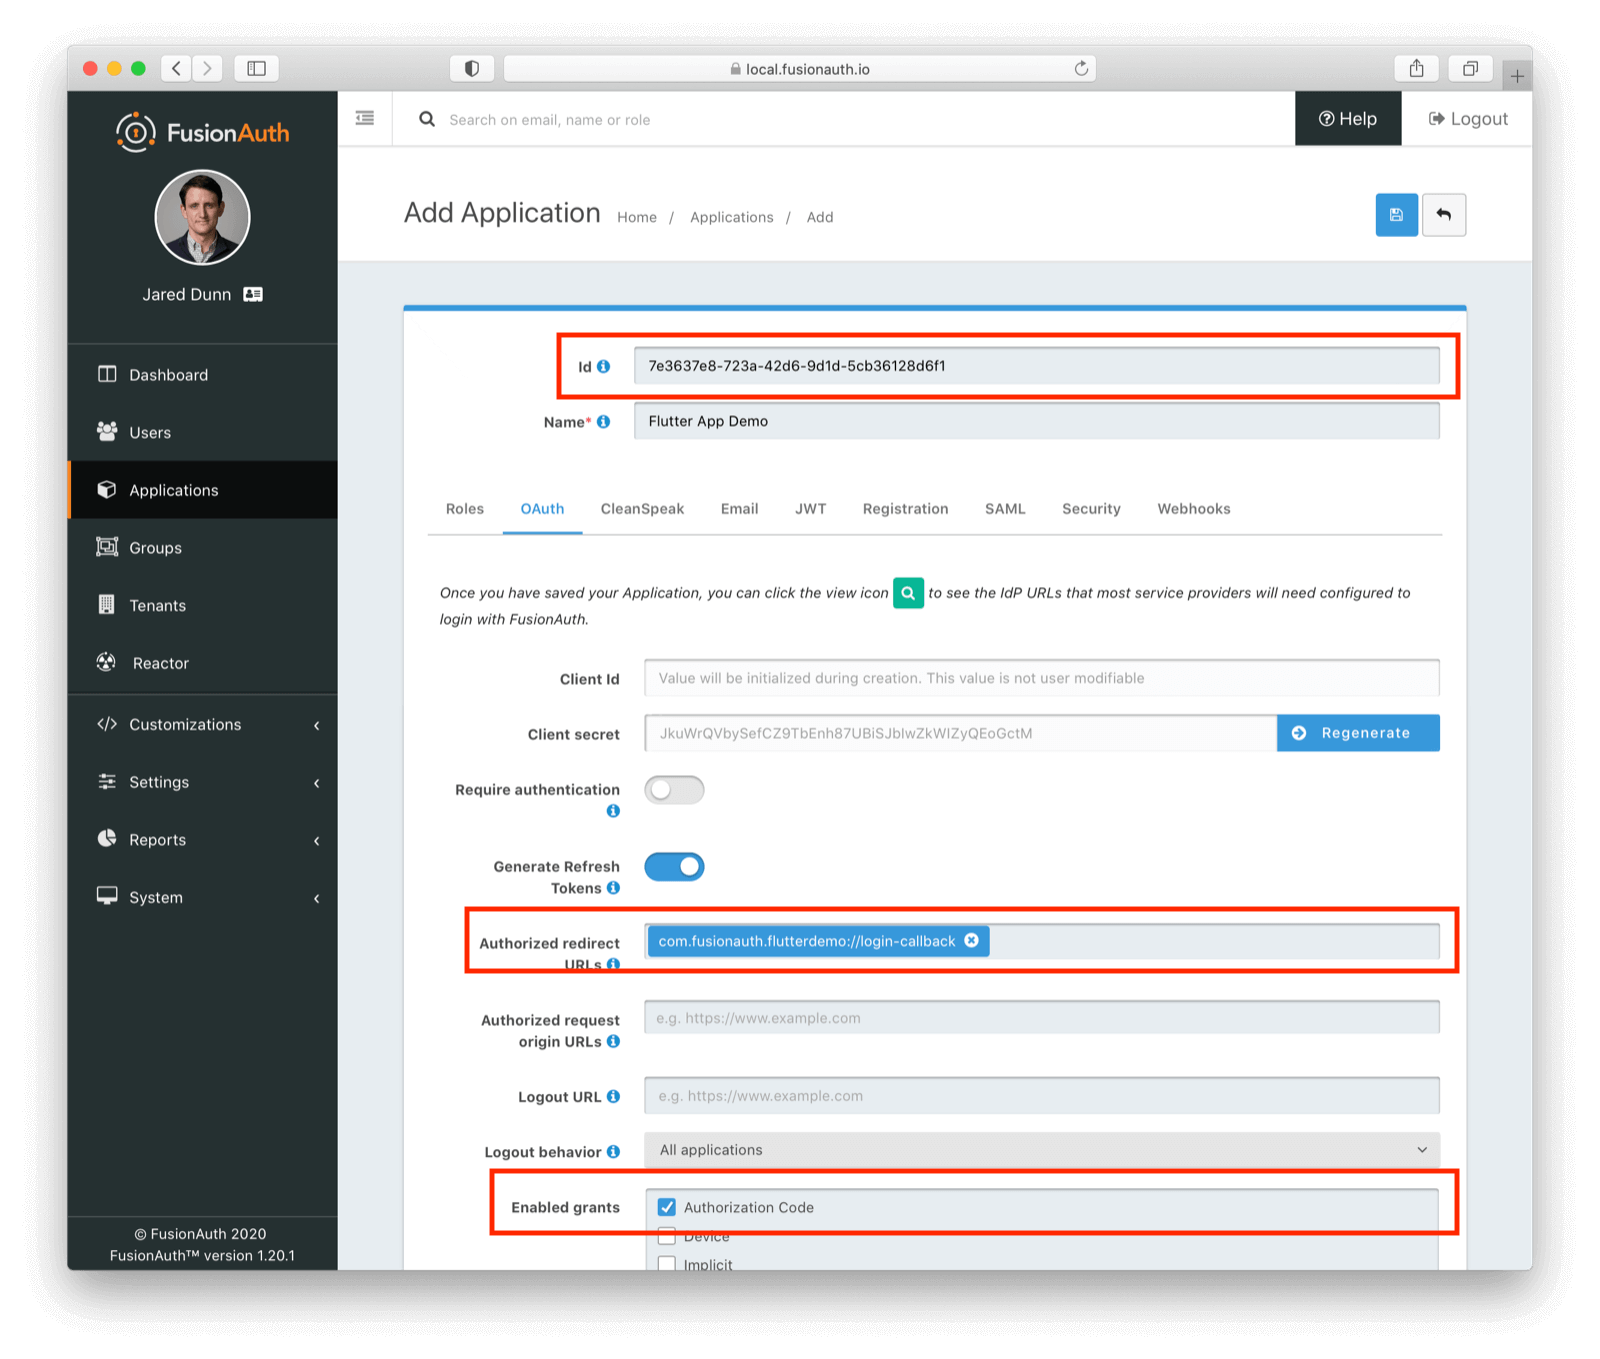 local.fusionauth.io
FusionAuth
Search on email, name or role
Help
Logout
Jared Dunn
Add Application
Home / Applications / Add
Dashboard
Users
Applications
Groups
Tenants
Reactor
Customizations
Settings
Reports
System
© FusionAuth 2020
FusionAuth™ version 1.20.1
Id
7e3637e8-723a-42d6-9d1d-5cb36128d6f1
Name*
Flutter App Demo
Roles OAuth CleanSpeak Email JWT Registration SAML Security Webhooks
Once you have saved your Application, you can click the view icon to see the IdP URLs that most service providers will need configured to
login with FusionAuth.
Client Id
Value will be initialized during creation. This value is not user modifiable
Client secret
JkuWrQVbySefCZ9TbEnh87UBiSJblwZkWIZyQEoGctM
Regenerate
Require authentication
Generate Refresh
Tokens
Authorized redirect
URLs
com.fusionauth.flutterdemo://login-callback
Authorized request
origin URLs
e.g. https://www.example.com
Logout URL
e.g. https://www.example.com
Logout behavior
All applications
Enabled grants
Authorization Code
Device
Implicit